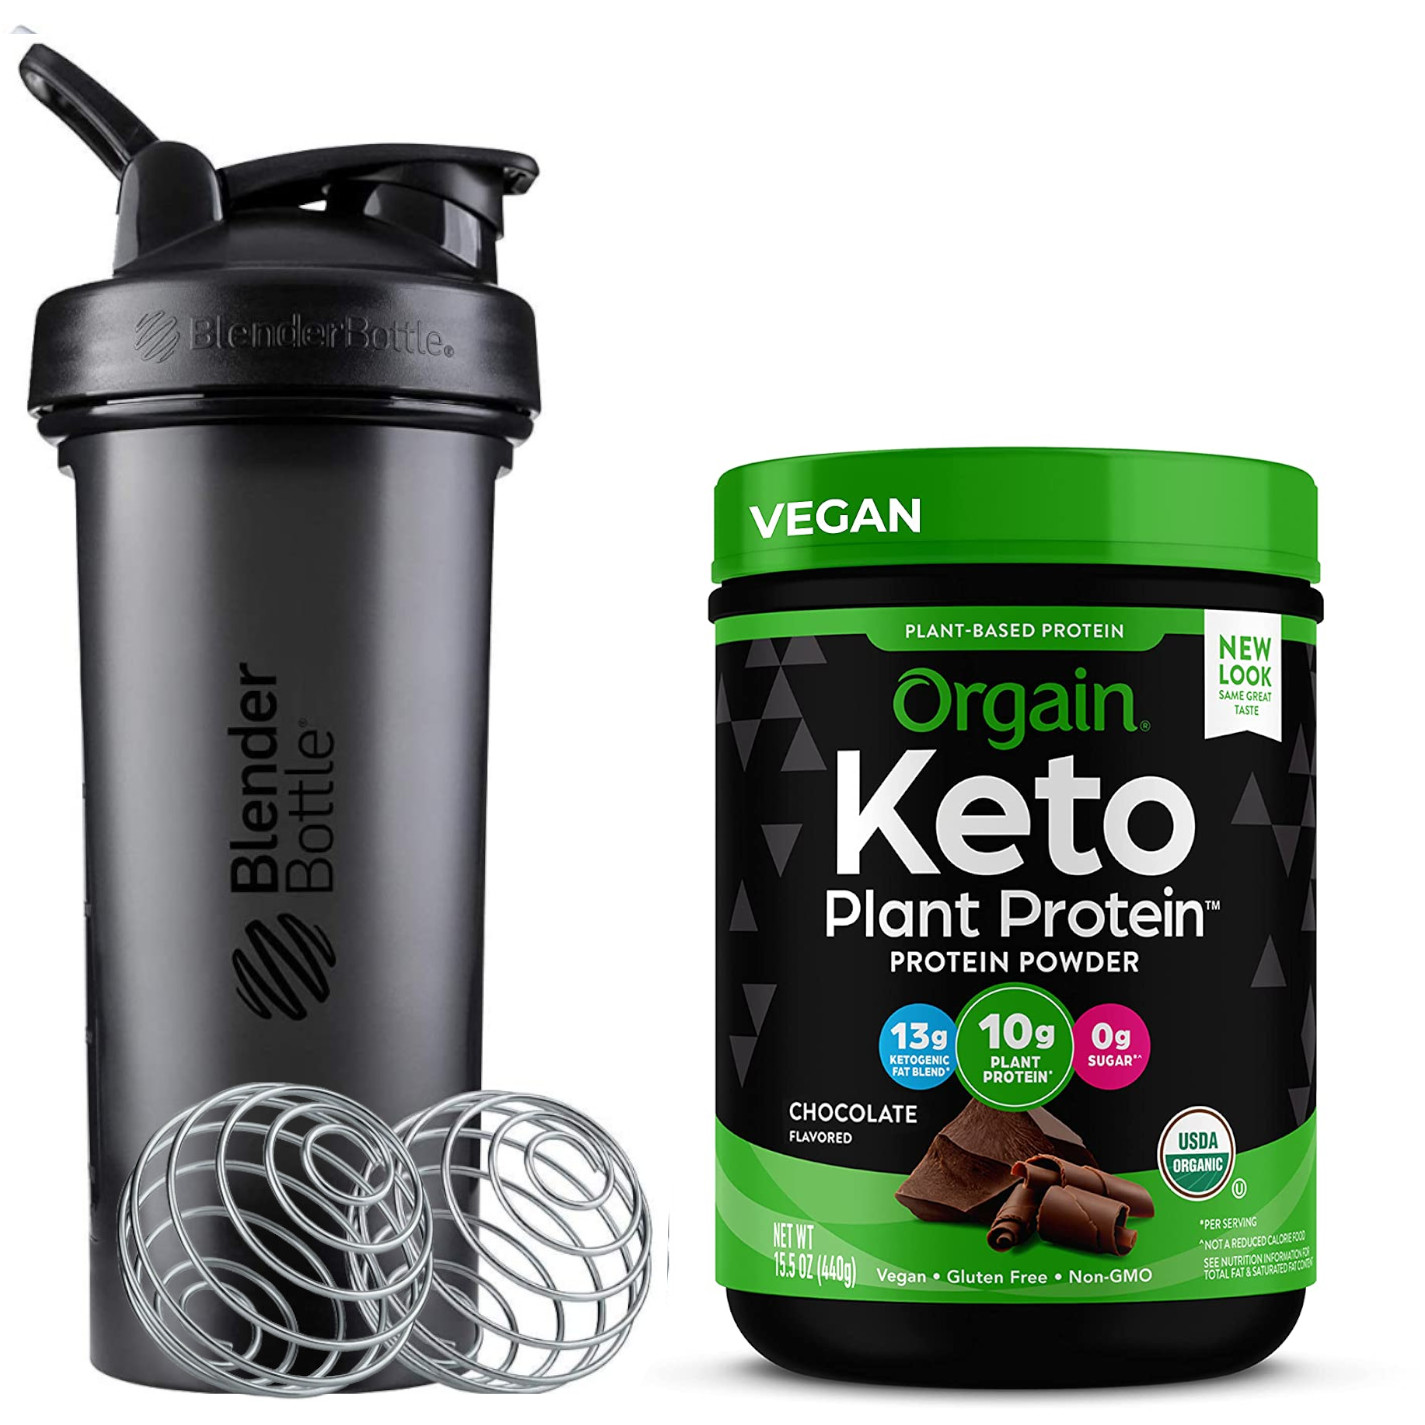 BlenderBottle®
Blender
Bottle®
VEGAN
PLANT-BASED PROTEIN
NEW
LOOK
SAME GREAT
TASTE
Orgain®
Keto
Plant Protein™
PROTEIN POWDER
13g
KETOGENIC
FAT BLEND*
10g
PLANT
PROTEIN*
0g
SUGAR*^
CHOCOLATE
FLAVORED
USDA
ORGANIC
U
*PER SERVING
^NOT A REDUCED CALORIE FOOD
SEE NUTRITION INFORMATION FOR
TOTAL FAT & SATURATED FAT CONTENT
NET WT
15.5 OZ (440g)
Vegan • Gluten Free • Non-GMO